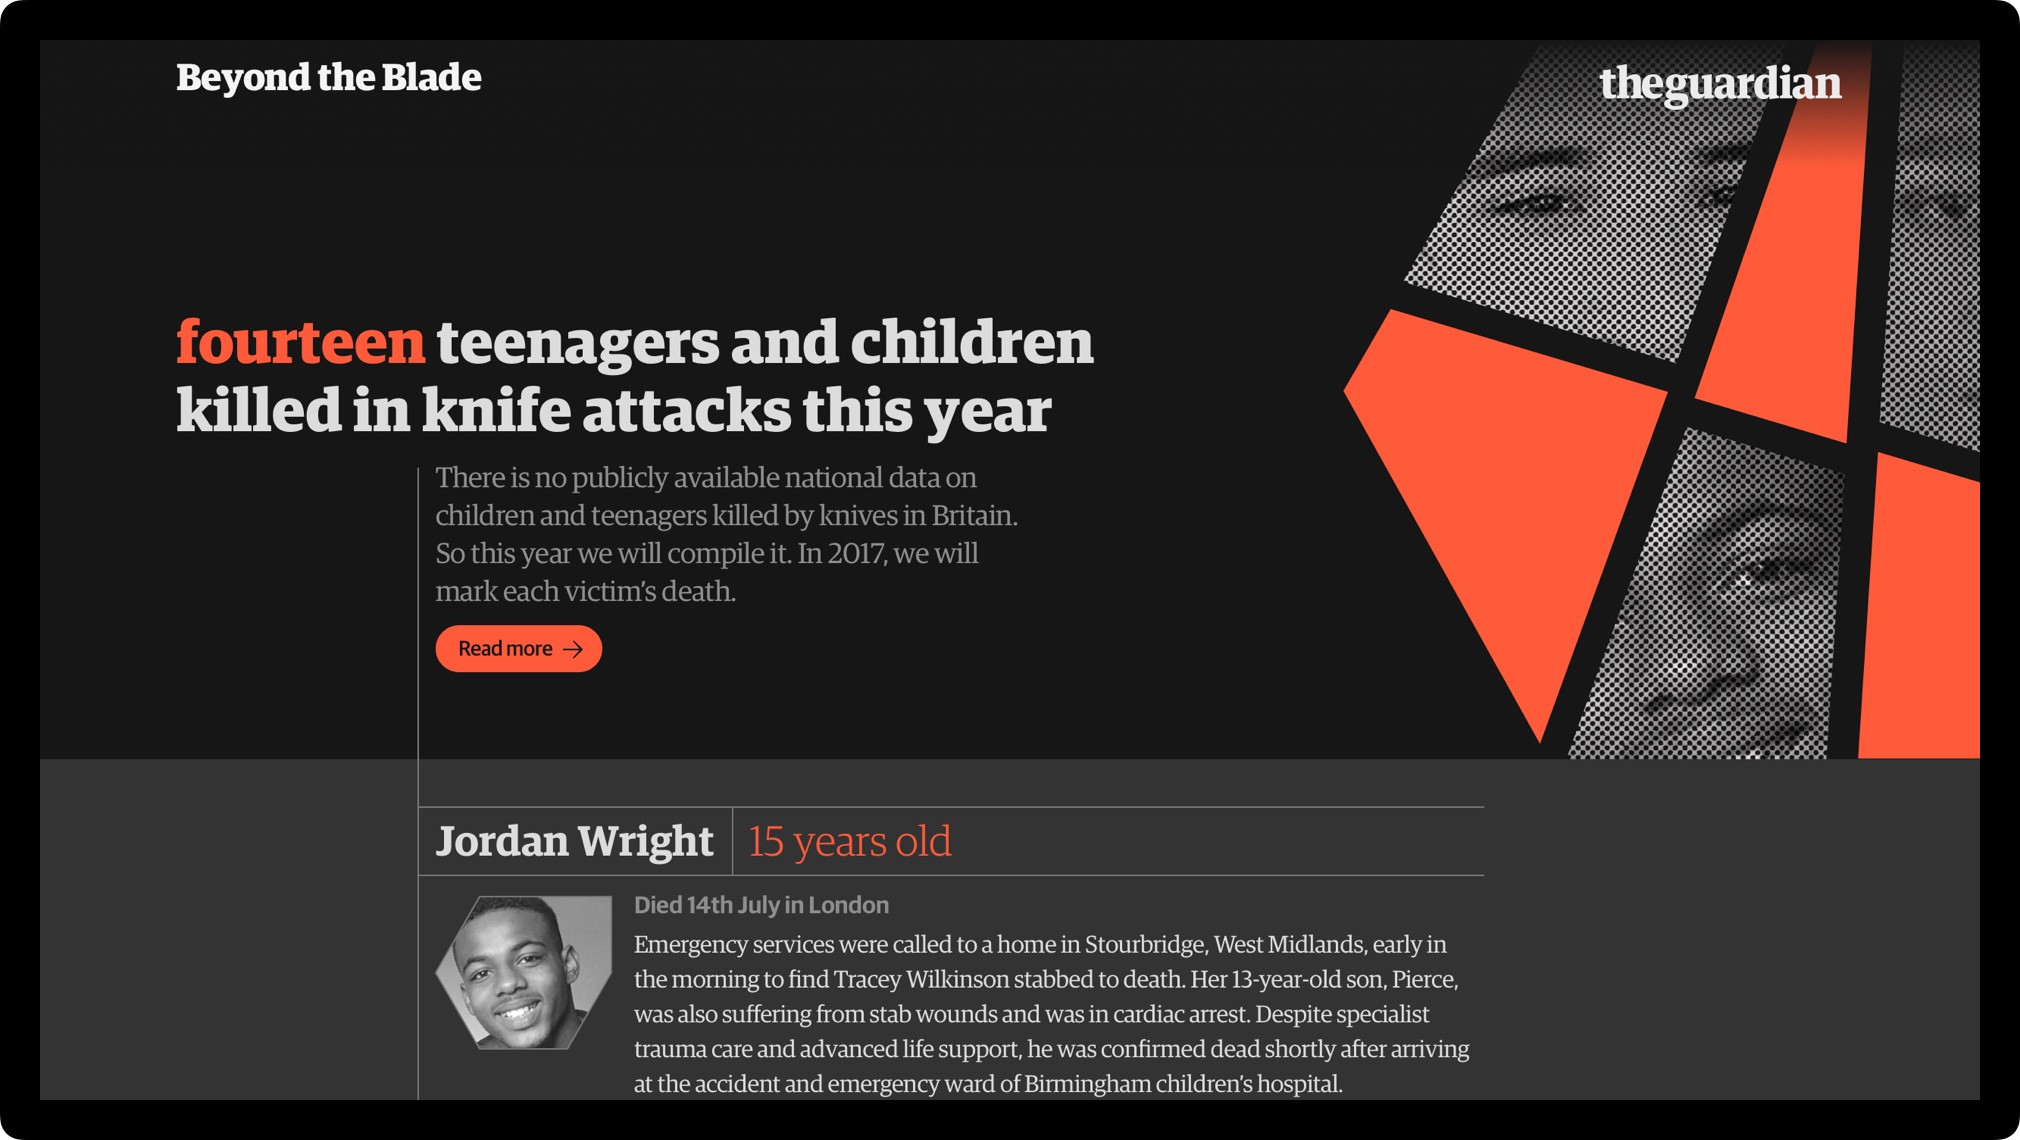 Beyond the Blade
theguardian
fourteen teenagers and children
killed in knife attacks this year
There is no publicly available national data on
children and teenagers killed by knives in Britain.
So this year we will compile it. In 2017, we will
mark each victim’s death.
Read more →
Jordan Wright
15 years old
Died 14th July in London
Emergency services were called to a home in Stourbridge, West Midlands, early in
the morning to find Tracey Wilkinson stabbed to death. Her 13-year-old son, Pierce,
was also suffering from stab wounds and was in cardiac arrest. Despite specialist
trauma care and advanced life support, he was confirmed dead shortly after arriving
at the accident and emergency ward of Birmingham children’s hospital.